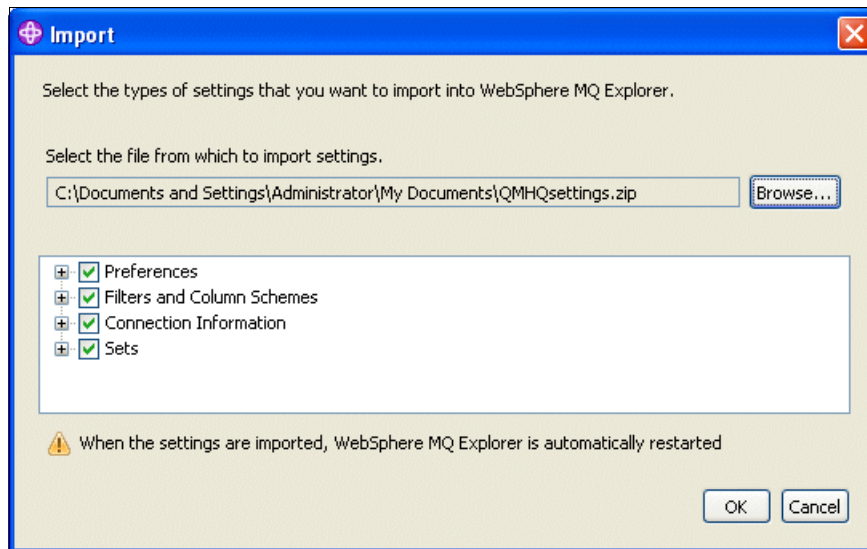 Import
Select the types of settings that you want to import into WebSphere MQ Explorer.
Select the file from which to import settings.
C:\Documents and Settings\Administrator\My Documents\QMHQsettings.zip Browse...
Preferences
Filters and Column Schemes
Connection Information
Sets
When the settings are imported, WebSphere MQ Explorer is automatically restarted
OK Cancel